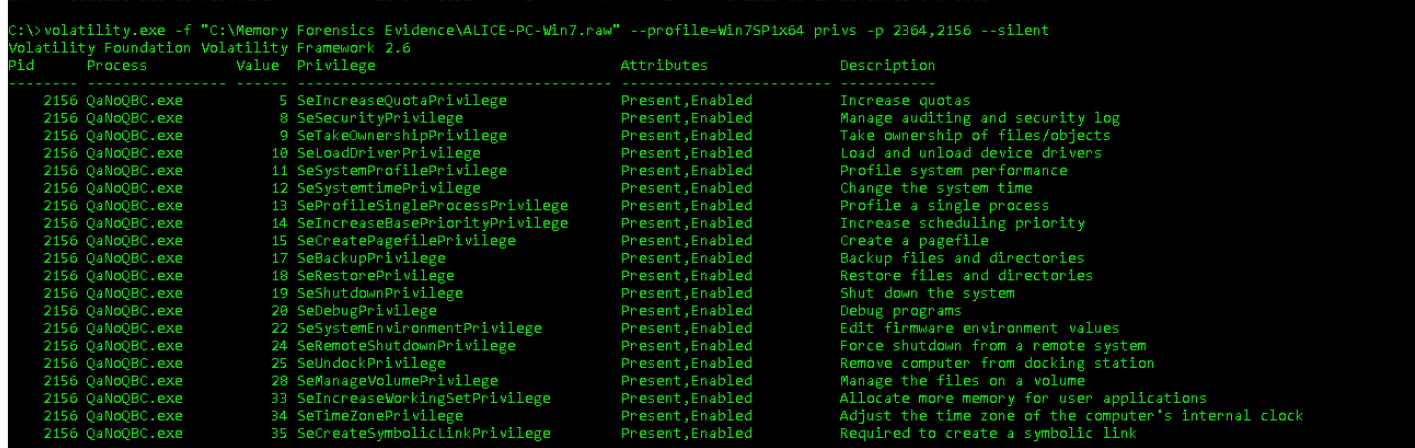 C:\>volatility.exe -f "C:\Memory Forensics Evidence\ALICE-PC-Win7.raw" --profile=Win7SP1x64 privs -p 2364,2156 --silent
Volatility Foundation Volatility Framework 2.6
Pid      Process          Value  Privilege                            Attributes               Description
-------- ---------------- ------ ------------------------------------ ------------------------ -----------
    2156 QaNoQBC.exe           5 SeIncreaseQuotaPrivilege             Present,Enabled          Increase quotas
    2156 QaNoQBC.exe           8 SeSecurityPrivilege                  Present,Enabled          Manage auditing and security log
    2156 QaNoQBC.exe           9 SeTakeOwnershipPrivilege             Present,Enabled          Take ownership of files/objects
    2156 QaNoQBC.exe          10 SeLoadDriverPrivilege                Present,Enabled          Load and unload device drivers
    2156 QaNoQBC.exe          11 SeSystemProfilePrivilege             Present,Enabled          Profile system performance
    2156 QaNoQBC.exe          12 SeSystemtimePrivilege                Present,Enabled          Change the system time
    2156 QaNoQBC.exe          13 SeProfileSingleProcessPrivilege      Present,Enabled          Profile a single process
    2156 QaNoQBC.exe          14 SeIncreaseBasePriorityPrivilege      Present,Enabled          Increase scheduling priority
    2156 QaNoQBC.exe          15 SeCreatePagefilePrivilege            Present,Enabled          Create a pagefile
    2156 QaNoQBC.exe          17 SeBackupPrivilege                    Present,Enabled          Backup files and directories
    2156 QaNoQBC.exe          18 SeRestorePrivilege                   Present,Enabled          Restore files and directories
    2156 QaNoQBC.exe          19 SeShutdownPrivilege                  Present,Enabled          Shut down the system
    2156 QaNoQBC.exe          20 SeDebugPrivilege                     Present,Enabled          Debug programs
    2156 QaNoQBC.exe          22 SeSystemEnvironmentPrivilege         Present,Enabled          Edit firmware environment values
    2156 QaNoQBC.exe          24 SeRemoteShutdownPrivilege            Present,Enabled          Force shutdown from a remote system
    2156 QaNoQBC.exe          25 SeUndockPrivilege                    Present,Enabled          Remove computer from docking station
    2156 QaNoQBC.exe          28 SeManageVolumePrivilege              Present,Enabled          Manage the files on a volume
    2156 QaNoQBC.exe          33 SeIncreaseWorkingSetPrivilege        Present,Enabled          Allocate more memory for user applications
    2156 QaNoQBC.exe          34 SeTimeZonePrivilege                  Present,Enabled          Adjust the time zone of the computer's internal clock
    2156 QaNoQBC.exe          35 SeCreateSymbolicLinkPrivilege        Present,Enabled          Required to create a symbolic link